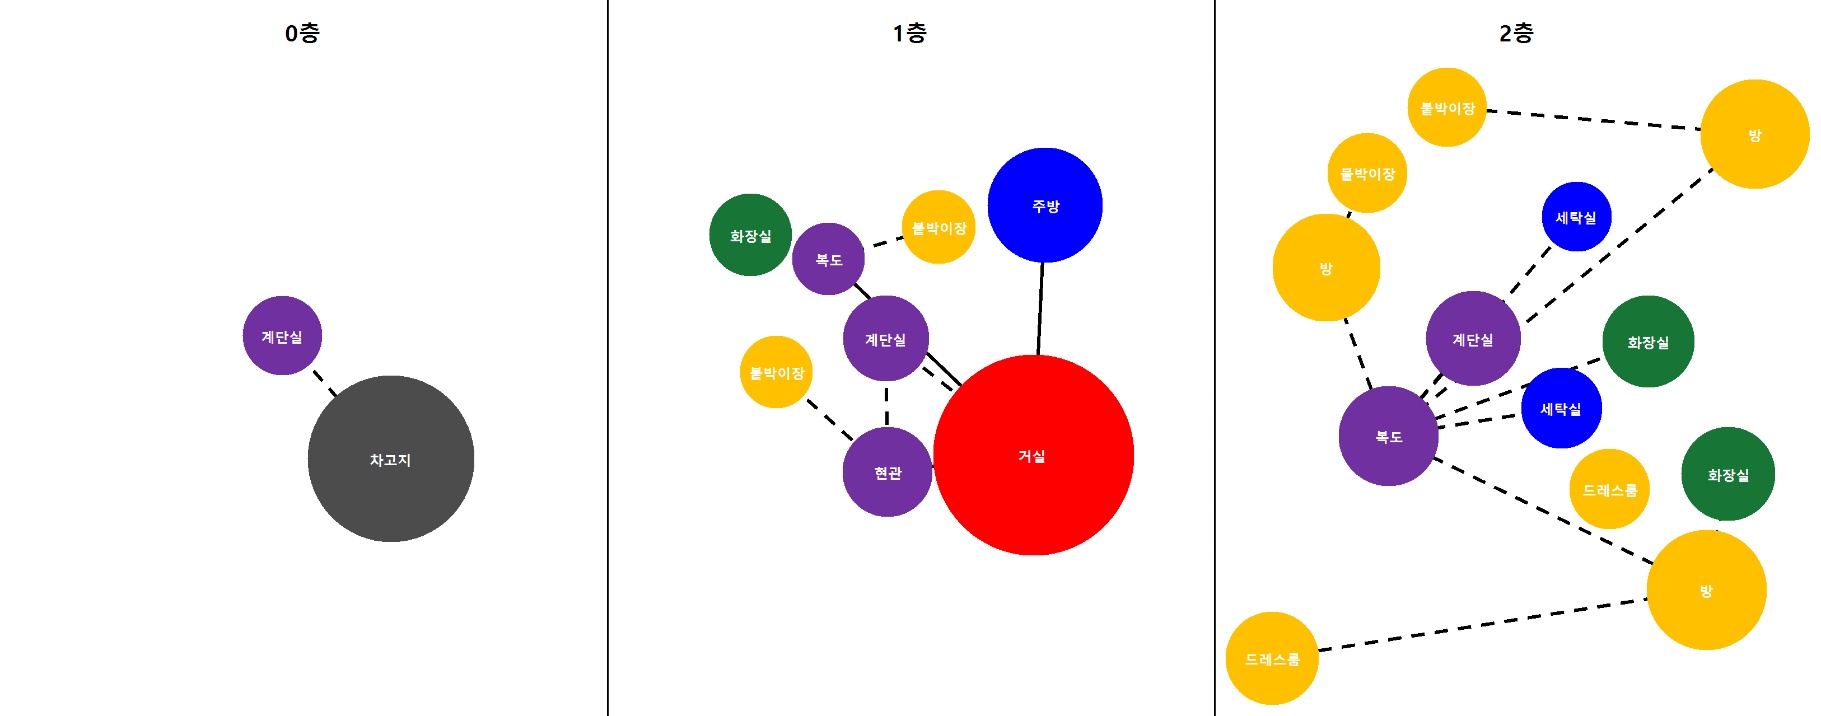 0층
계단실
차고지
1층
화장실
복도
붙박이장
주방
계단실
붙박이장
현관
거실
2층
붙박이장
방
붙박이장
세탁실
방
계단실
화장실
세탁실
복도
화장실
드레스룸
방
드레스룸